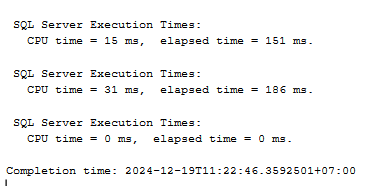 SQL Server Execution Times:
CPU time = 15 ms,  elapsed time = 151 ms.
SQL Server Execution Times:
CPU time = 31 ms,  elapsed time = 186 ms.
SQL Server Execution Times:
CPU time = 0 ms,  elapsed time = 0 ms.
Completion time: 2024-12-19T11:22:46.3592501+07:00